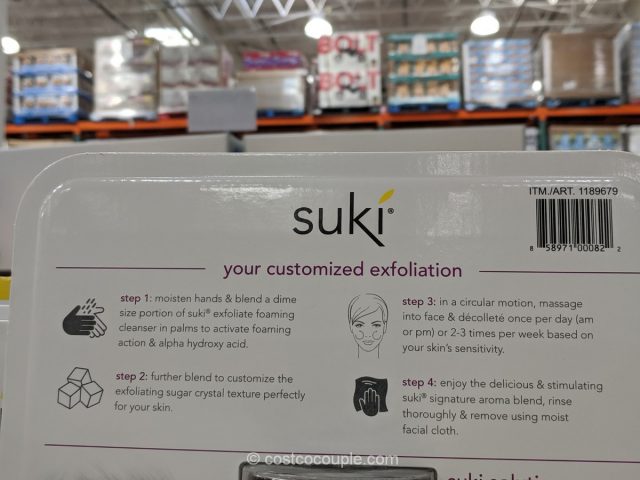 BOLT
BOLT
ITM./ART. 1189679
suki®
8 58971 00082 2
your customized exfoliation
step 1: moisten hands & blend a dime
size portion of suki® exfoliate foaming
cleanser in palms to activate foaming
action & alpha hydroxy acid.
step 2: further blend to customize the
exfoliating sugar crystal texture perfectly
for your skin.
step 3: in a circular motion, massage
into face & décolleté once per day (am
or pm) or 2-3 times per week based on
your skin's sensitivity.
step 4: enjoy the delicious & stimulating
suki® signature aroma blend, rinse
thoroughly & remove using moist
facial cloth.
© costcocouple.com